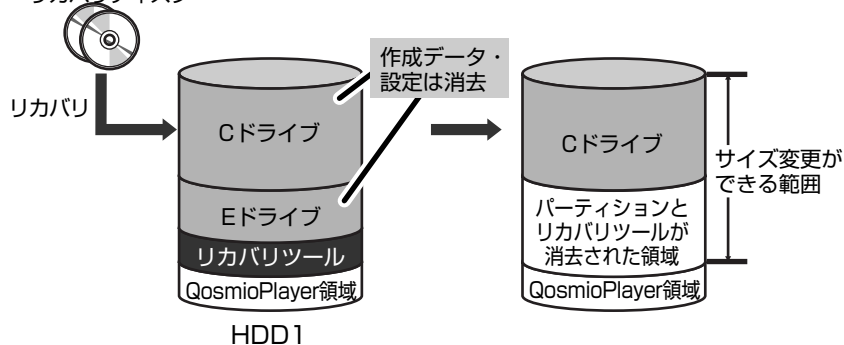 リカバリ
作成データ・
設定は消去
Cドライブ
Eドライブ
リカバリツール
QosmioPlayer領域
HDD1
Cドライブ
パーティションと
リカバリツールが
消去された領域
QosmioPlayer領域
サイズ変更が
できる範囲